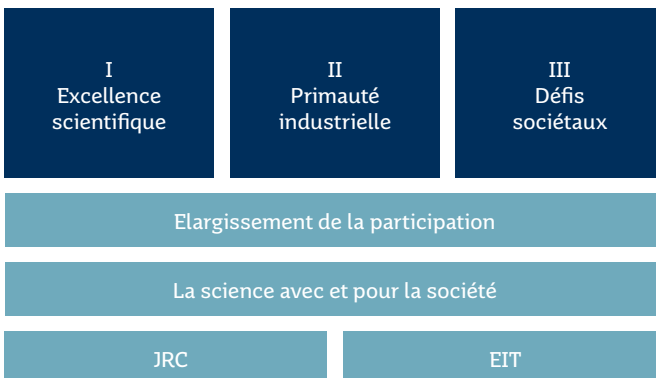 I
Excellence
scientifique
II
Primauté
industrielle
III
Défis
sociétaux
Elargissement de la participation
La science avec et pour la société
JRC
EIT